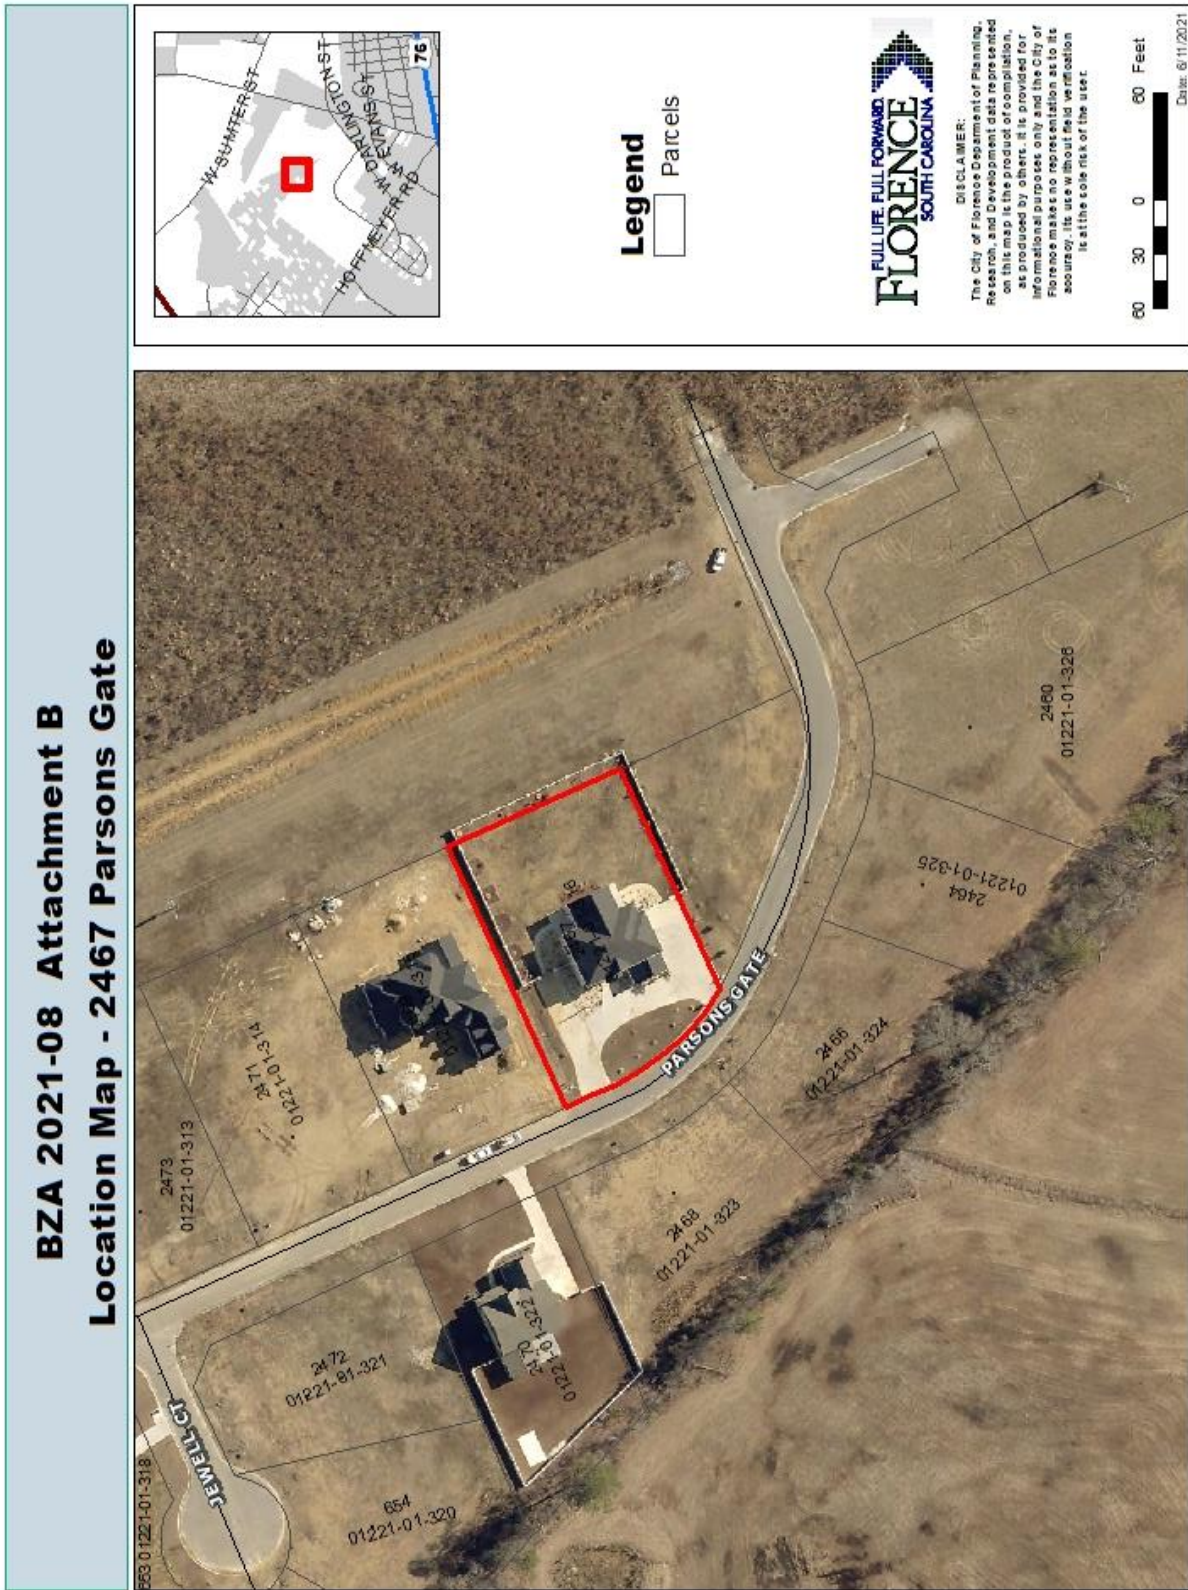 BZA 2021-08 Attachment B
Location Map - 2467 Parsons Gate
W SUMTER ST
W DARLINGTON ST
W EVANS ST
HOFFMEYER RD
76
Legend
Parcels
FULL LIFE. FULL FORWARD.
FLORENCE
SOUTH CAROLINA
DISCLAIMER:
The City of Florence Department of Planning,
Research, and Development data represented
on this map is the product of compilation,
as produced by others. It is provided for
informational purposes only and the City of
Florence makes no representation as to its
accuracy. Its use without field verification
is at the sole risk of the user.
60 30 0 60 Feet
Date: 6/11/2021
2473
01221-01-313
2471
01221-01-314
JEWELL CT
PARSONS GATE
653 01221-01-318
654
01221-01-320
2472
01221-01-321
2470
01221-01-322
2468
01221-01-323
2466
01221-01-324
2464
01221-01-325
2460
01221-01-326